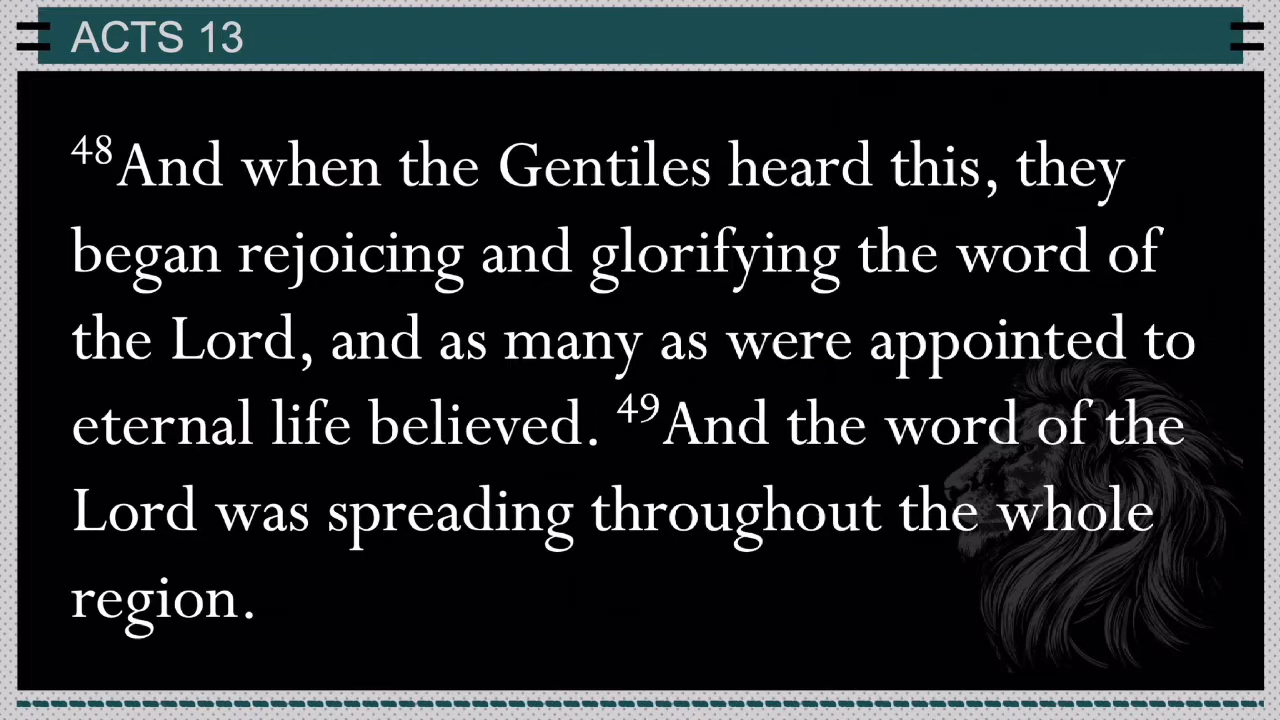 ACTS 13
48And when the Gentiles heard this, they
began rejoicing and glorifying the word of
the Lord, and as many as were appointed to
eternal life believed. 49And the word of the
Lord was spreading throughout the whole
region.